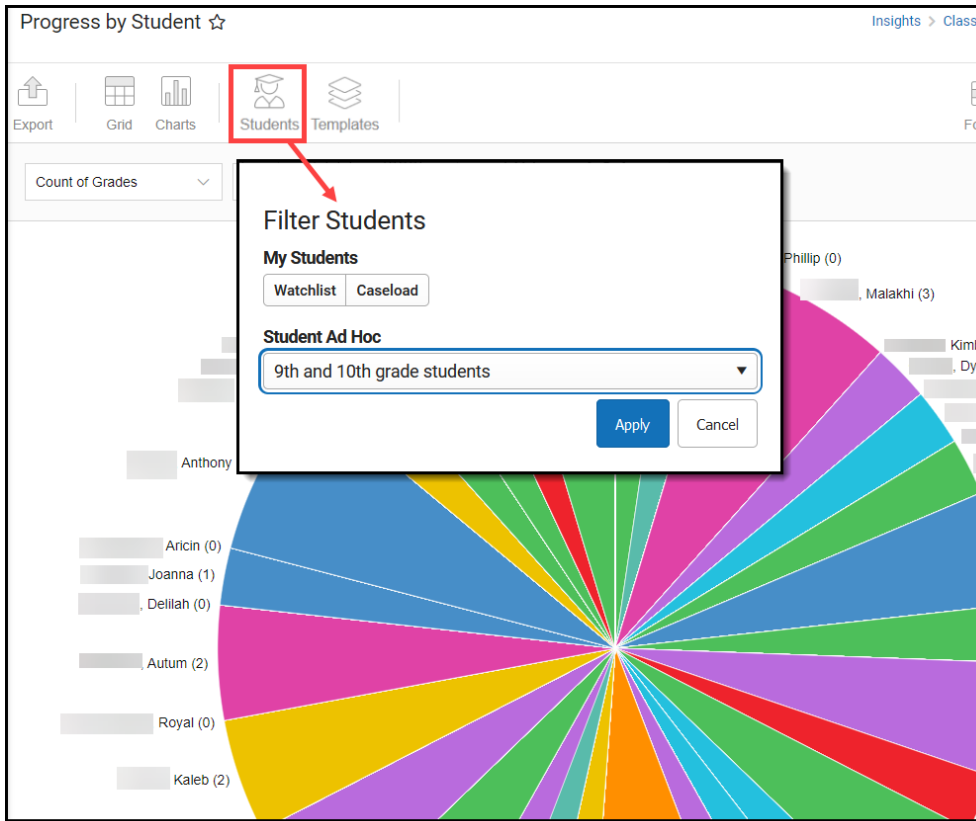 Progress by Student
Insights > Class
Export
Grid
Charts
Students
Templates
Count of Grades
Filter Students
My Students
Watchlist
Caseload
Student Ad Hoc
9th and 10th grade students
Apply
Cancel
Phillip (0)
, Malakhi (3)
, Dy
Anthony
Aricin (0)
Joanna (1)
, Delilah (0)
, Autum (2)
Royal (0)
Kaleb (2)